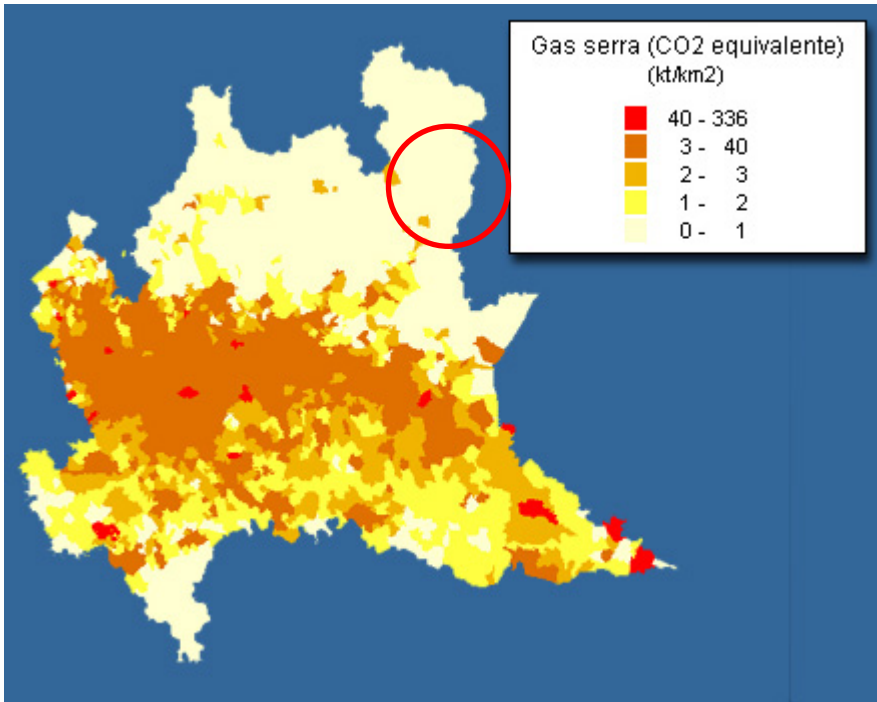 Gas serra (CO2 equivalente)
(kt/km2)
40 - 336
3 - 40
2 - 3
1 - 2
0 - 1